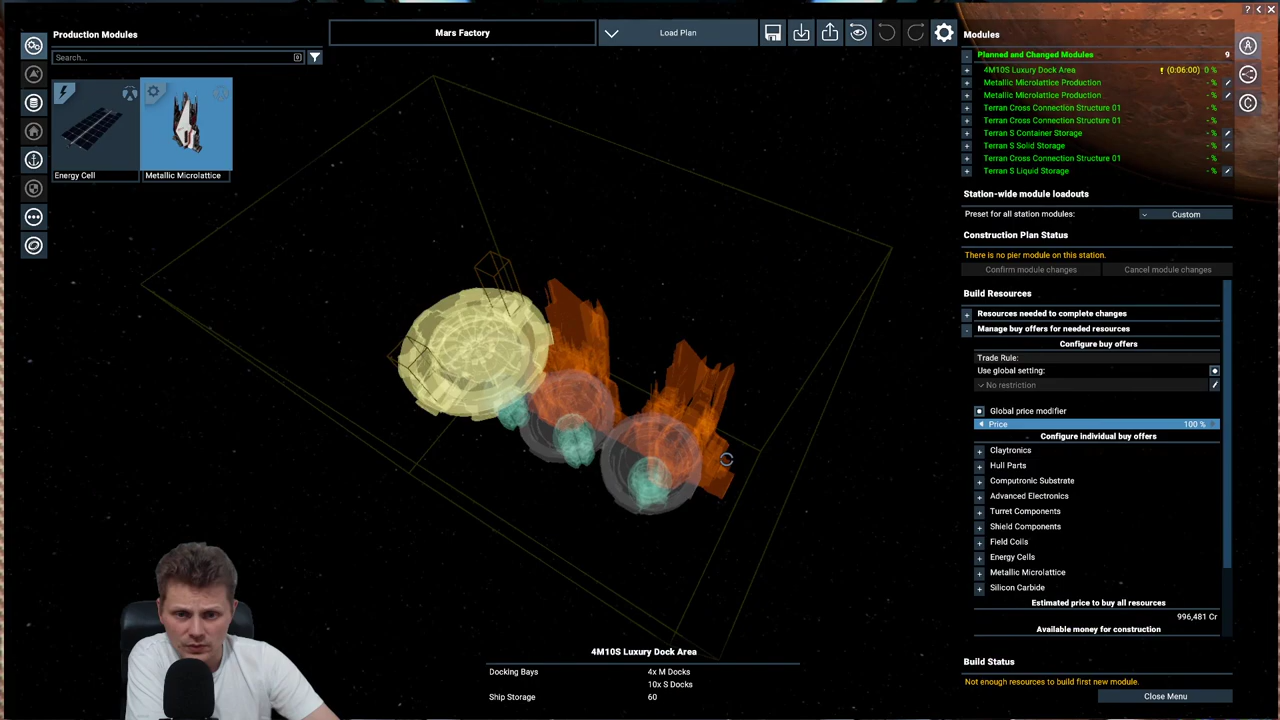 Production Modules
Mars Factory
Load Plan
Search...
Energy Cell
Metallic Microlattice
Modules
Planned and Changed Modules 9
4M10S Luxury Dock Area ! (0:06:00) 0 %
Metallic Microlattice Production - %
Metallic Microlattice Production - %
Terran Cross Connection Structure 01 - %
Terran Cross Connection Structure 01 - %
Terran S Container Storage - %
Terran S Solid Storage - %
Terran Cross Connection Structure 01 - %
Terran S Liquid Storage - %
Station-wide module loadouts
Preset for all station modules: Custom
Construction Plan Status
There is no pier module on this station.
Confirm module changes Cancel module changes
Build Resources
Resources needed to complete changes
Manage buy offers for needed resources
Configure buy offers
Trade Rule:
Use global setting:
No restriction
Global price modifier
Price 100 %
Configure individual buy offers
Claytronics
Hull Parts
Computronic Substrate
Advanced Electronics
Turret Components
Shield Components
Field Coils
Energy Cells
Metallic Microlattice
Silicon Carbide
Estimated price to buy all resources
996,481 Cr
Available money for construction
Build Status
Not enough resources to build first new module.
Close Menu
4M10S Luxury Dock Area
Docking Bays 4x M Docks
10x S Docks
Ship Storage 60